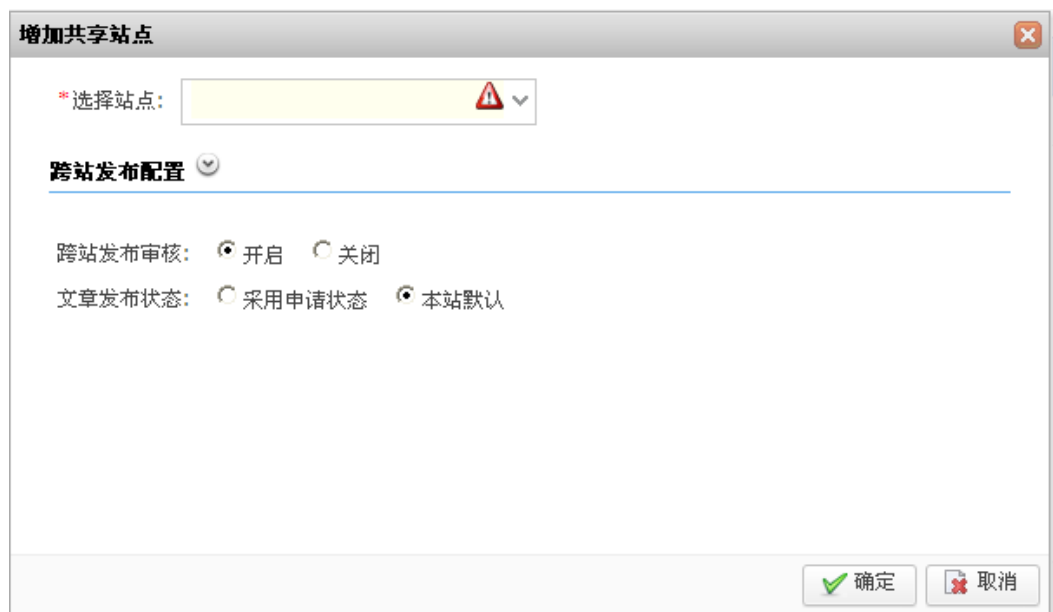 增加共享站点
*选择站点:
跨站发布配置
跨站发布审核: 开启 关闭
文章发布状态: 采用申请状态 本站默认
确定 取消